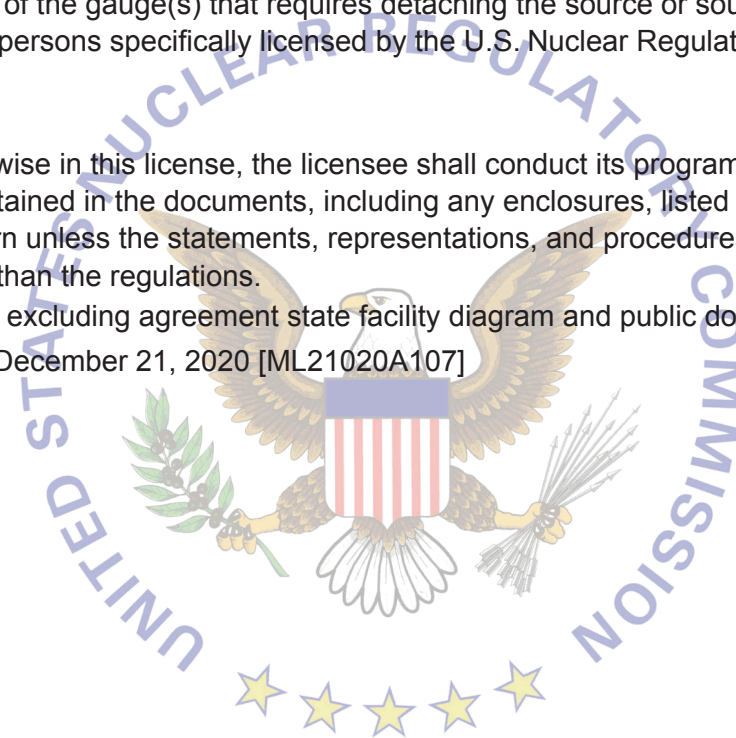 of the gauge(s) that requires detaching the source or sou
persons specifically licensed by the U.S. Nuclear Regulat
wise in this license, the licensee shall conduct its program
tained in the documents, including any enclosures, listed
rn unless the statements, representations, and procedure
than the regulations.
excluding agreement state facility diagram and public do
December 21, 2020 [ML21020A107]
UNITED STATES NUCLEAR REGULATORY COMMISSION